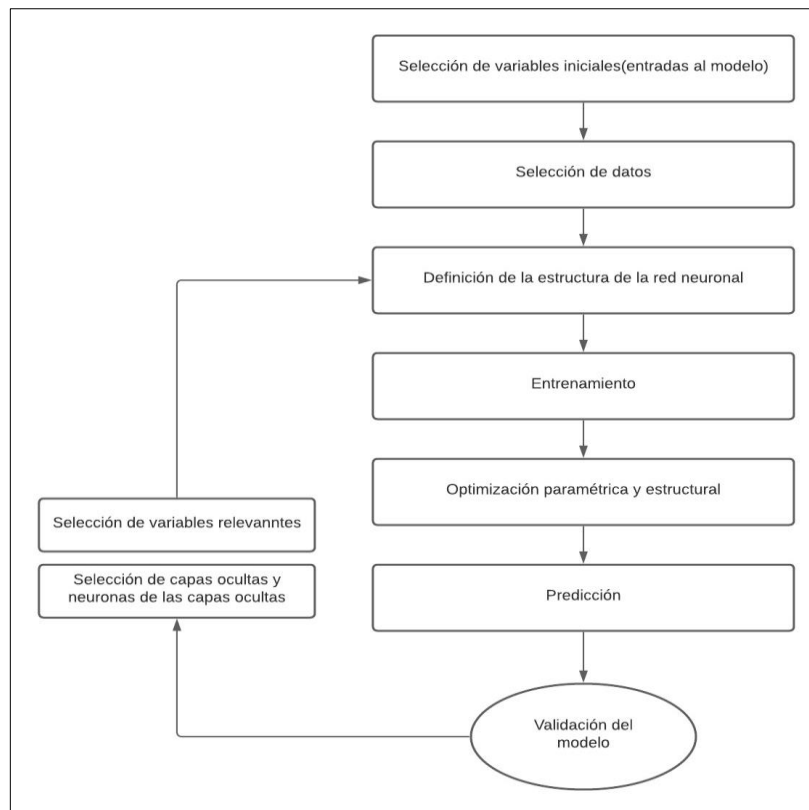 Selección de variables iniciales(entradas al modelo)
Selección de datos
Definición de la estructura de la red neuronal
Entrenamiento
Optimización paramétrica y estructural
Selección de variables relevanntes
Selección de capas ocultas y
neuronas de las capas ocultas
Predicción
Validación del
modelo